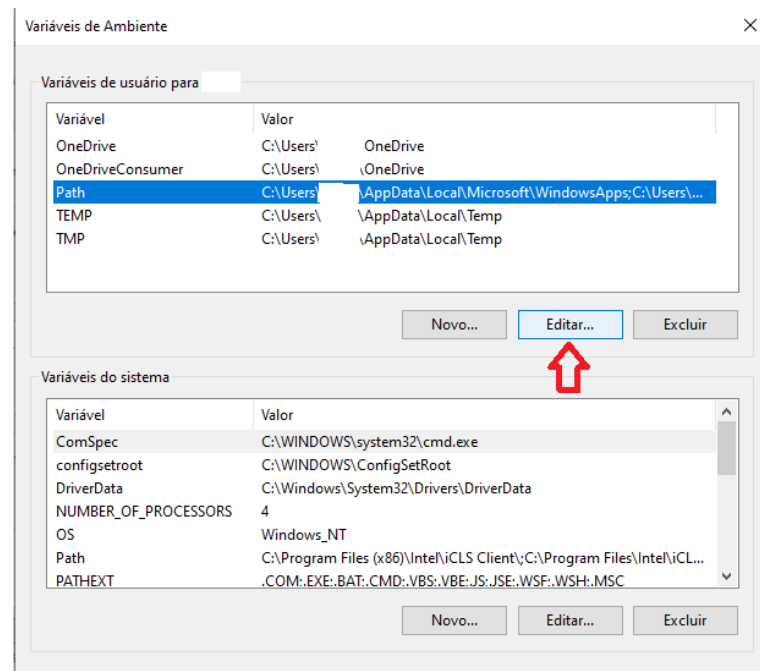 Variáveis de Ambiente
Variáveis de usuário para
Variável Valor
OneDrive C:\Users\ OneDrive
OneDriveConsumer C:\Users\ \OneDrive
Path C:\Users\ \AppData\Local\Microsoft\WindowsApps;C:\Users\...
TEMP C:\Users\ \AppData\Local\Temp
TMP C:\Users\ \AppData\Local\Temp
Novo... Editar... Excluir
Variáveis do sistema
Variável Valor
ComSpec C:\WINDOWS\system32\cmd.exe
configsetroot C:\WINDOWS\ConfigSetRoot
DriverData C:\Windows\System32\Drivers\DriverData
NUMBER_OF_PROCESSORS 4
OS Windows_NT
Path C:\Program Files (x86)\Intel\iCLS Client\;C:\Program Files\Intel\iCL...
PATHEXT .COM;.EXE;.BAT;.CMD;.VBS;.VBE;.JS;.JSE;.WSF;.WSH;.MSC
Novo... Editar... Excluir